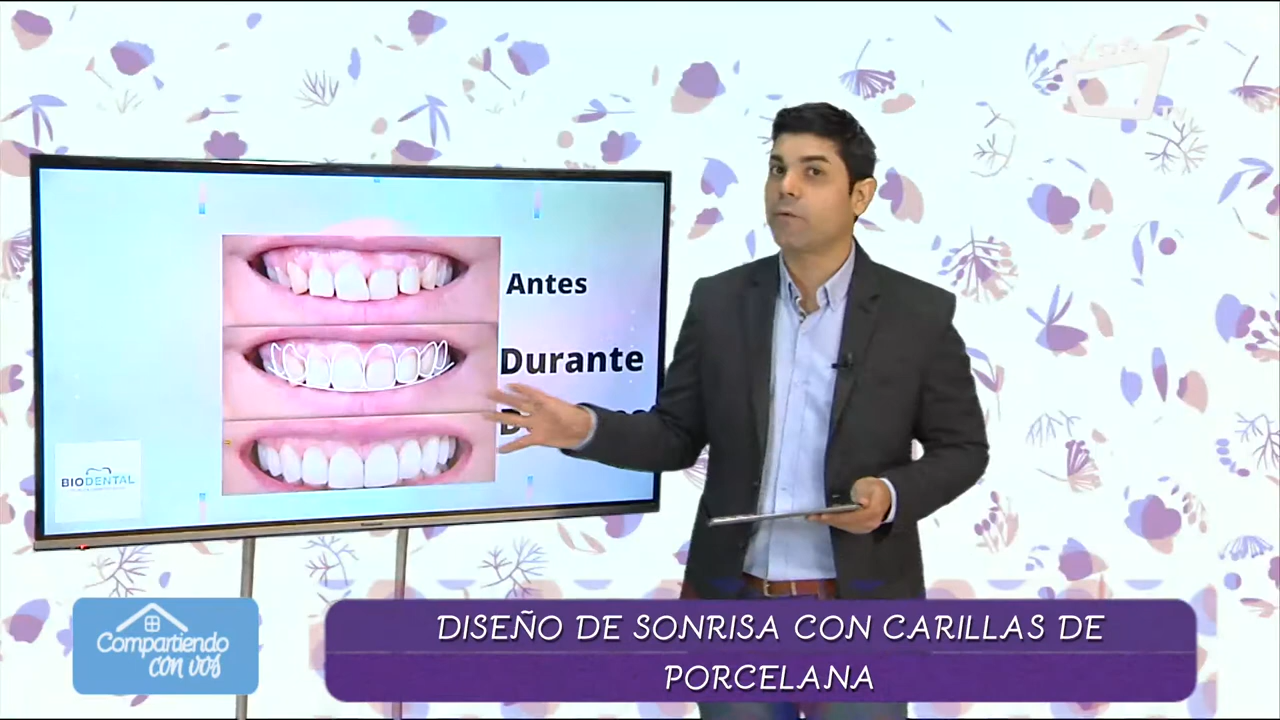 Antes
Durante
BIODENTAL
Compartiendo
con vos
DISEÑO DE SONRISA CON CARILLAS DE
PORCELANA